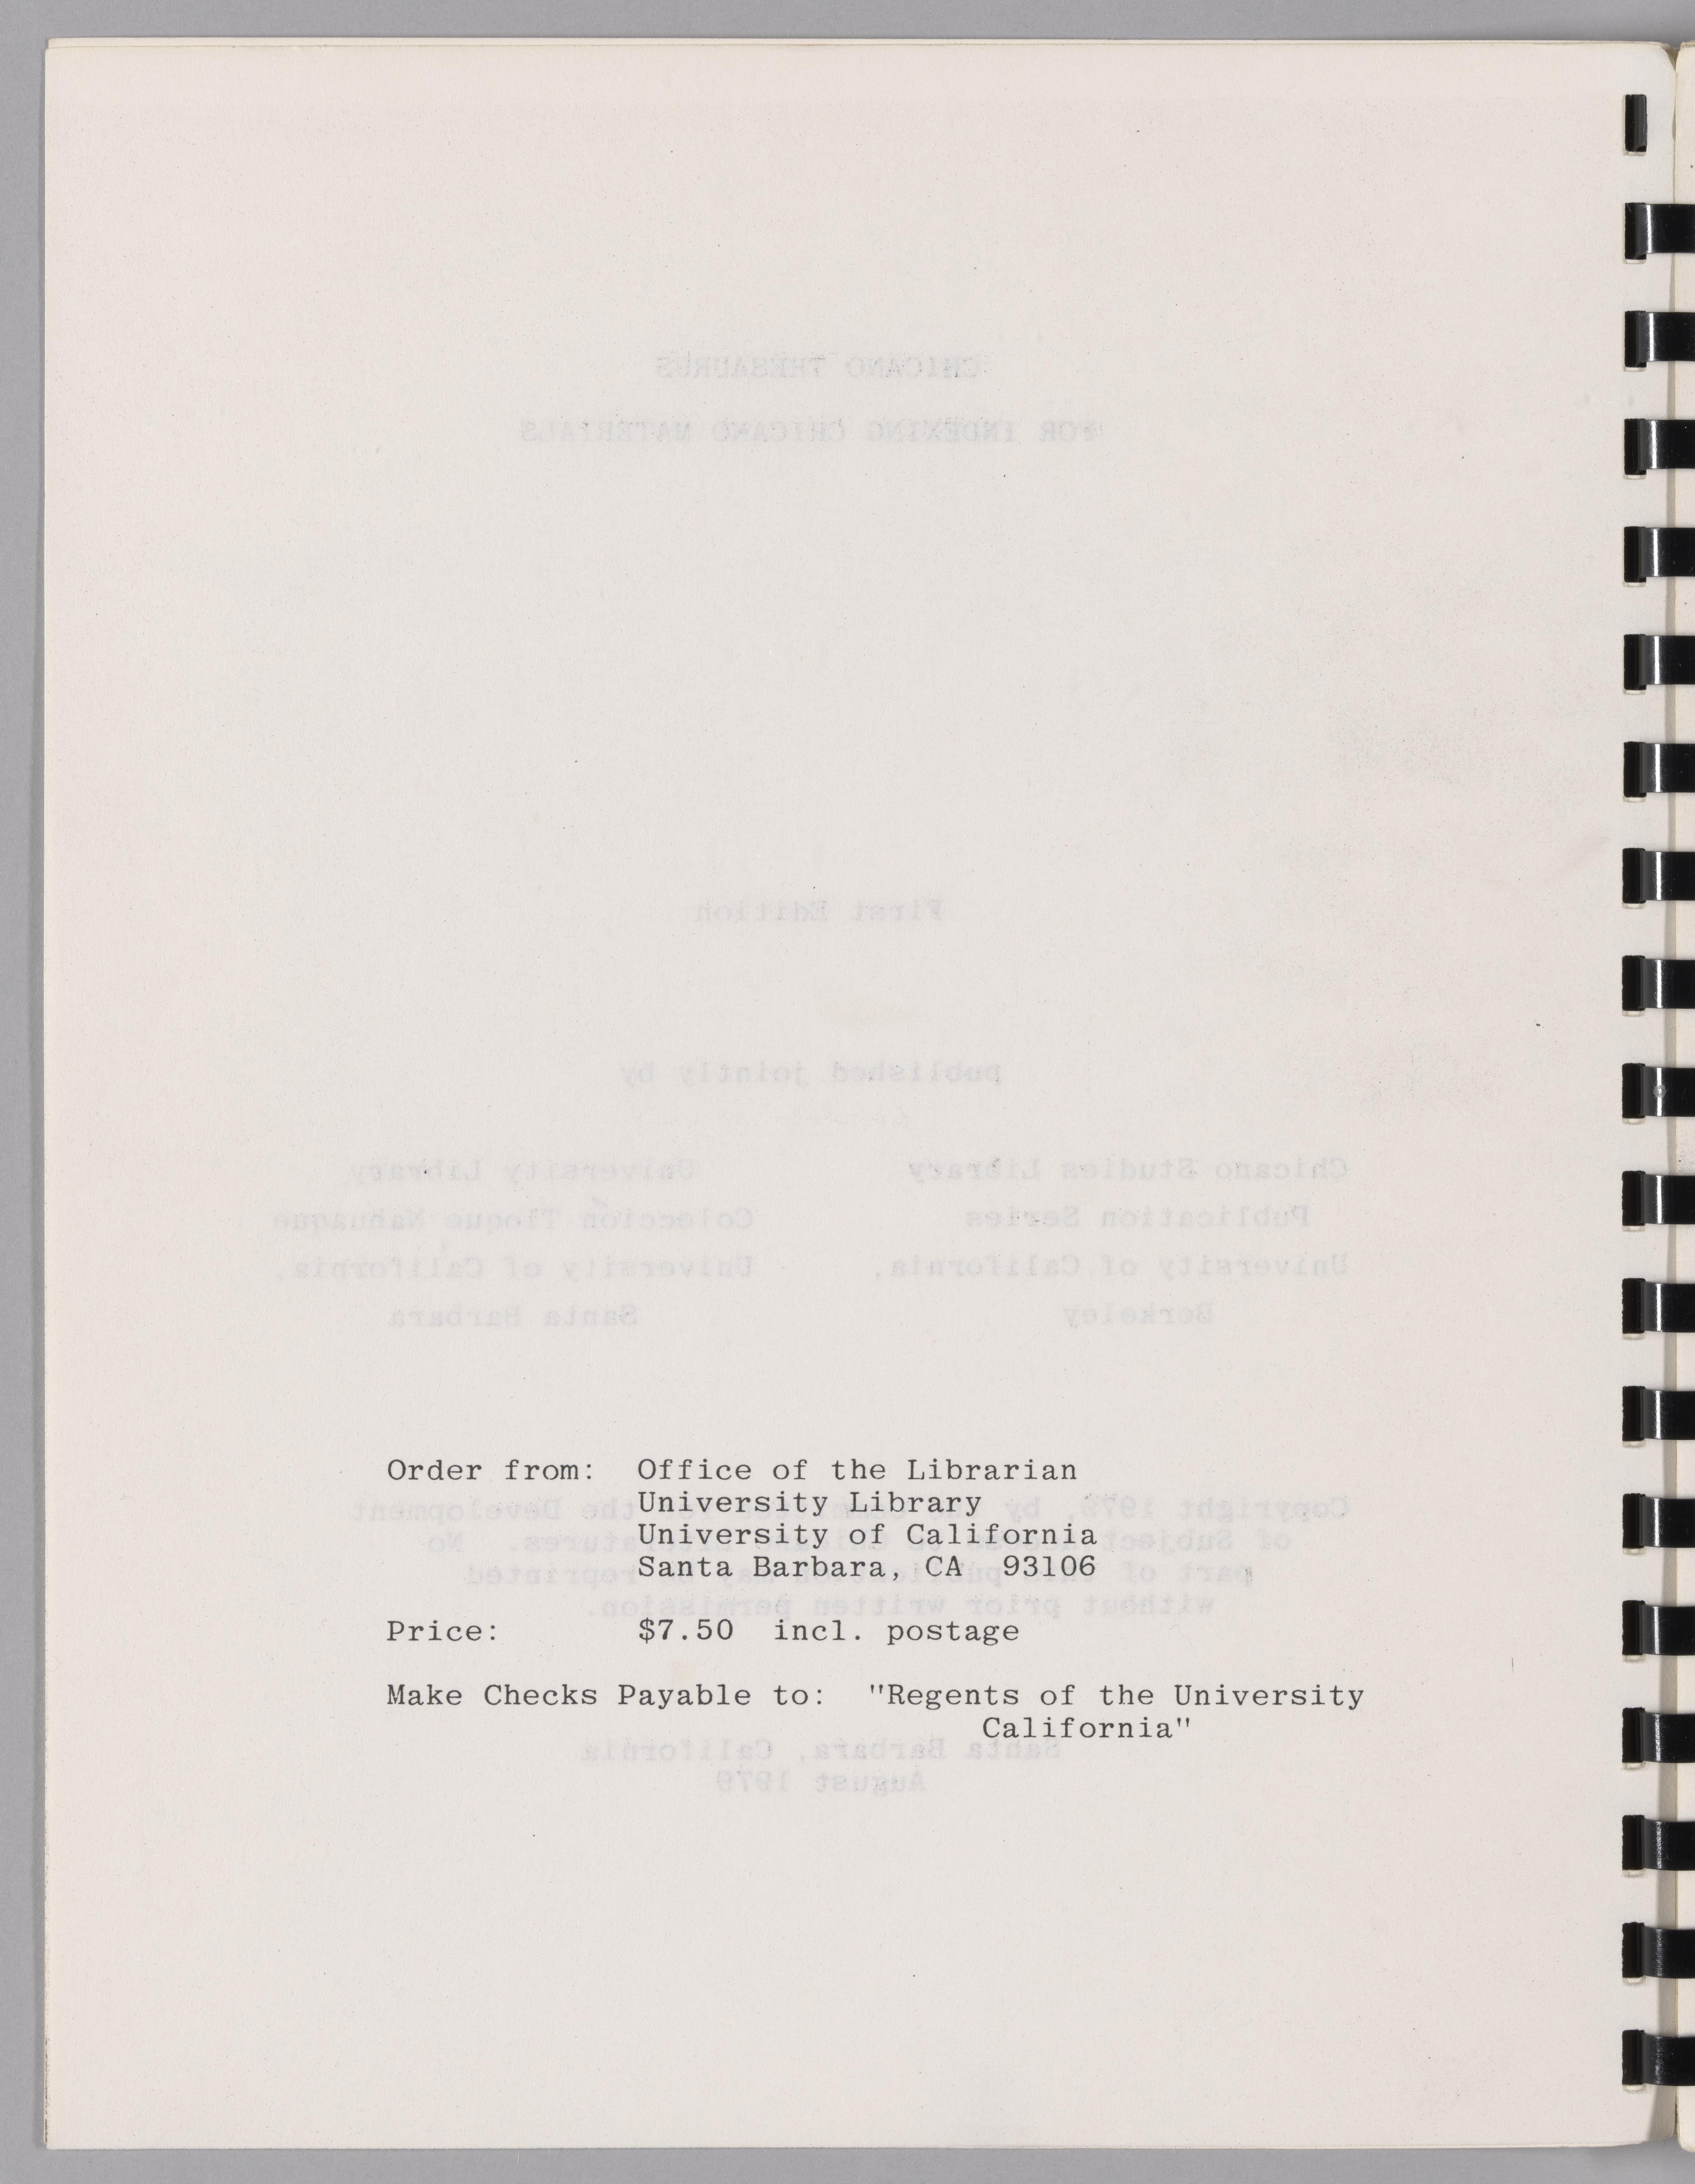 Order from: Office of the Librarian
University Library
University of California
Santa Barbara, CA 93106
Price: $7.50 incl. postage
Make Checks Payable to: "Regents of the University
California"